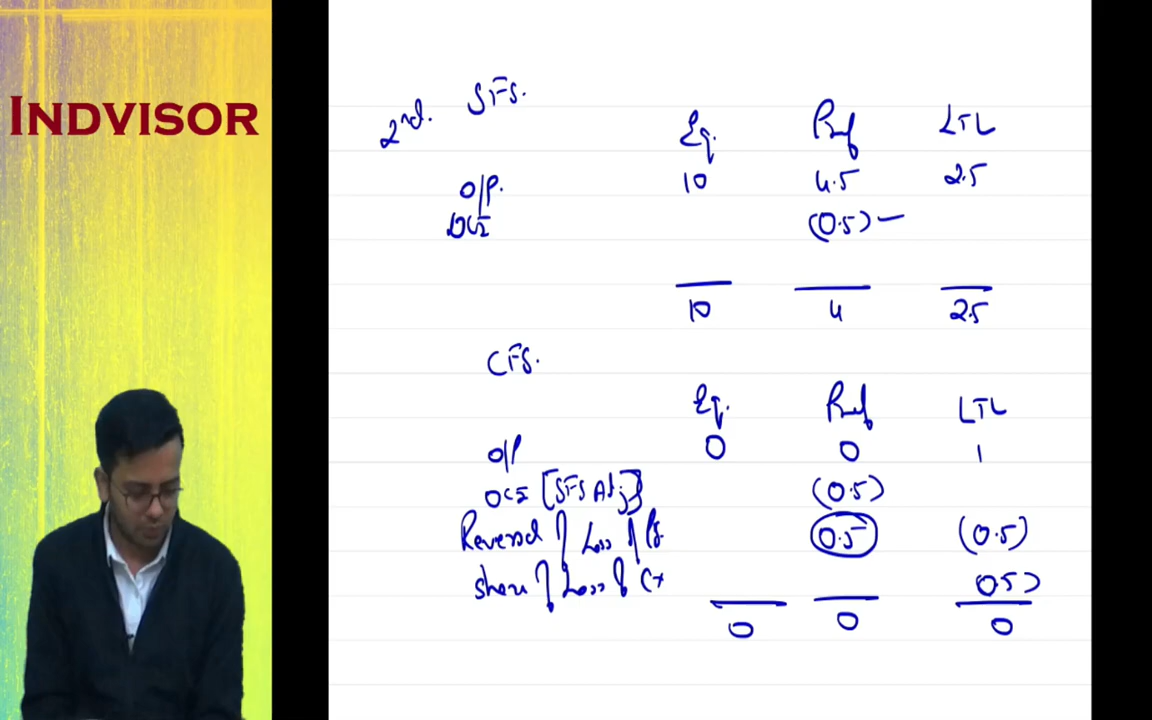 INDVISOR
2nd. SFS.
Eq. Pref LTL
O/P. 10 4.5 2.5
OCI (0.5) –
10 4 2.5
CFS.
Eq. Pref LTL
O/P 0 0 1
OCI [SFS Adj]
(0.5)
Reversal of Loss of 0.5 (0.5)
Share of Loss of 0.5)
0 0 0